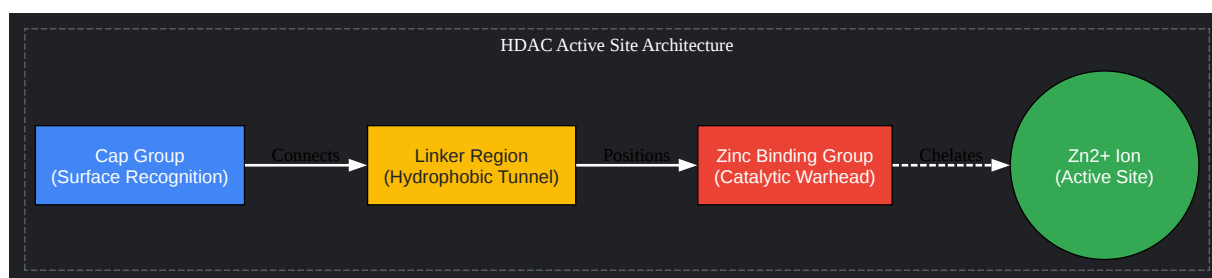 HDAC Active Site Architecture
Cap Group
(Surface Recognition)
Connects
Linker Region
(Hydrophobic Tunnel)
Positions
Zinc Binding Group
(Catalytic Warhead)
Chelates
Zn2+ Ion
(Active Site)